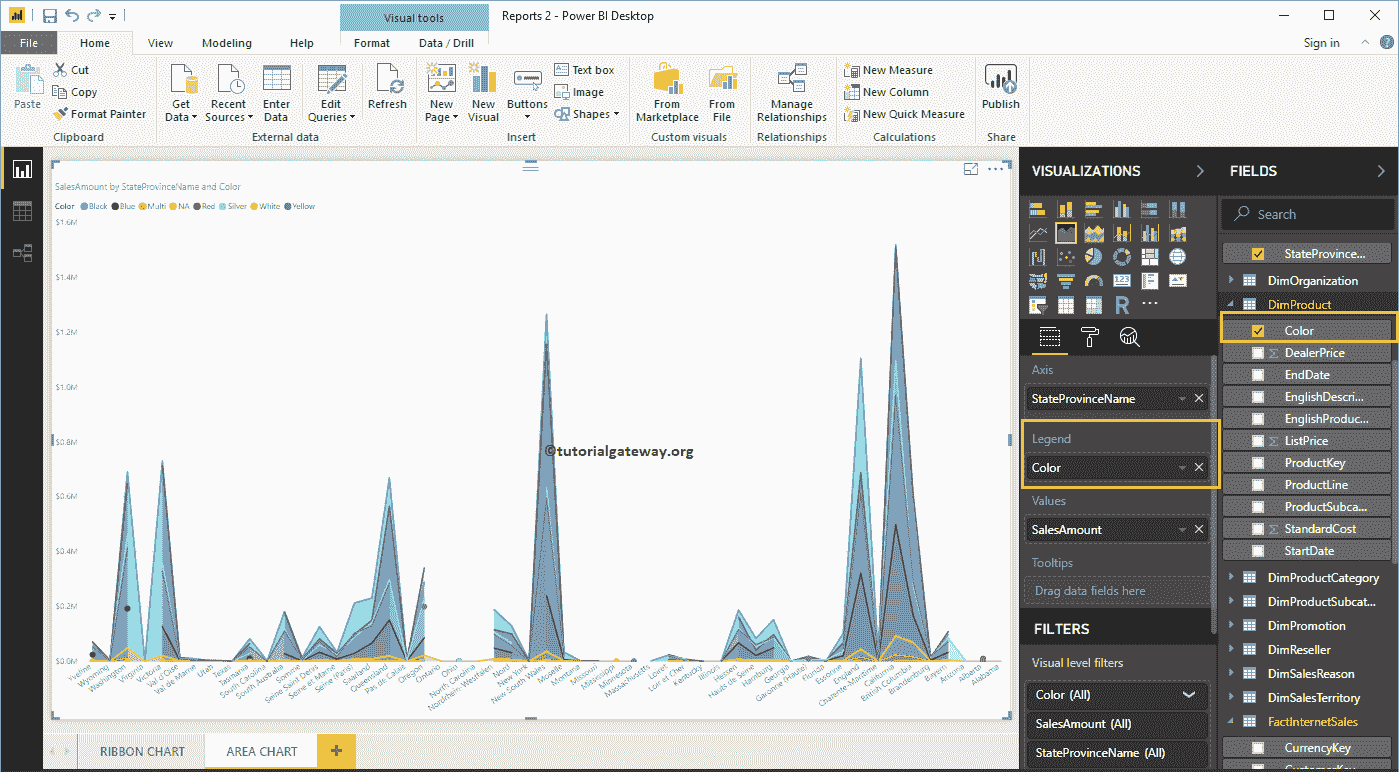 Visual tools
Reports 2 - Power BI Desktop
File
Home
View
Modeling
Help
Format
Data / Drill
Sign in
Paste
Cut
Copy
Format Painter
Clipboard
Get
Data
Recent
Sources
Enter
Data
Edit
Queries
External data
Refresh
New
Page
New
Visual
Buttons
Text box
Image
Shapes
Insert
From
Marketplace
From
File
Custom visuals
Manage
Relationships
Relationships
New Measure
New Column
New Quick Measure
Calculations
Publish
Share
SalesAmount by StateProvinceName and Color
Color Black Blue Multi NA Red Silver White Yellow
$1.6M
$1.4M
$1.2M
$1.0M
$0.8M
$0.6M
$0.4M
$0.2M
$0.0M
©tutorialgateway.org
Yveline
Wyoming
Washington
Virginia
Victoria
Val d'Oise
Val de Marne
Utah
Texas
Tasmania
South Carolina
South Australia
Somme
Seine Saint Denis
Seine et Marne
Seine (Paris)
Saarland
Queensland
Pas de Calais
Oregon
Ontario
Ohio
North Carolina
Nordrhein-Westfalen
Nord
New York
New South Wales
Moselle
Montana
Missouri
Mississippi
Minnesota
Massachusetts
Loiret
Loir et Cher
Kentucky
Illinois
Hessen
Hauts de Seine
Hamburg
Georgia
Garonne (Haute)
Florida
Essonne
England
Charente-Maritime
California
British Columbia
Brandenburg
Bayern
Arizona
Alberta
Alabama
RIBBON CHART
AREA CHART
+
VISUALIZATIONS
123
R
Axis
StateProvinceName
Legend
Color
Values
SalesAmount
Tooltips
Drag data fields here
FILTERS
Visual level filters
Color (All)
SalesAmount (All)
StateProvinceName (All)
FIELDS
Search
StateProvince...
DimOrganization
DimProduct
Color
Σ DealerPrice
EndDate
EnglishDescri...
EnglishProduc...
Σ ListPrice
ProductKey
ProductLine
ProductSubca...
Σ StandardCost
StartDate
DimProductCategory
DimProductSubcat...
DimPromotion
DimReseller
DimSalesReason
DimSalesTerritory
FactInternetSales
CurrencyKey
CustomerKey